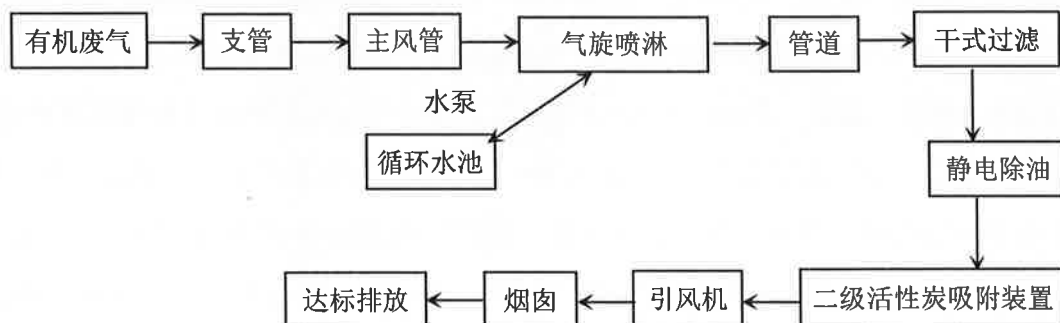 有机废气
支管
主风管
气旋喷淋
管道
干式过滤
水泵
循环水池
静电除油
二级活性炭吸附装置
引风机
烟囱
达标排放